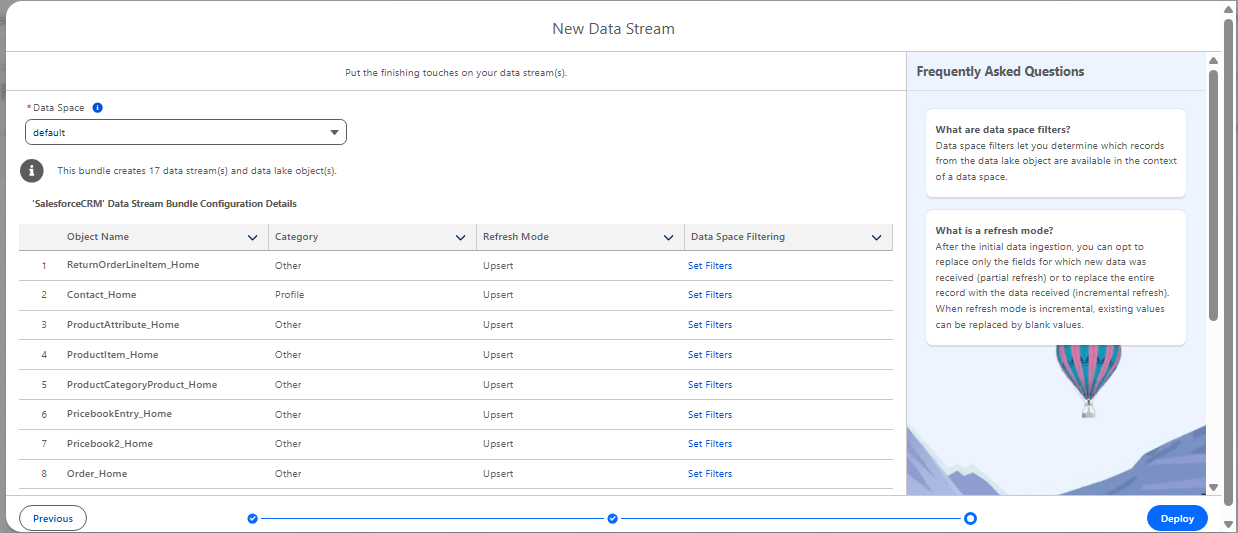 New Data Stream
Put the finishing touches on your data stream(s).
* Data Space
default
This bundle creates 17 data stream(s) and data lake object(s).
'SalesforceCRM' Data Stream Bundle Configuration Details
Object Name Category Refresh Mode Data Space Filtering
1 ReturnOrderLineItem_Home Other Upsert Set Filters
2 Contact_Home Profile Upsert Set Filters
3 ProductAttribute_Home Other Upsert Set Filters
4 ProductItem_Home Other Upsert Set Filters
5 ProductCategoryProduct_Home Other Upsert Set Filters
6 PricebookEntry_Home Other Upsert Set Filters
7 Pricebook2_Home Other Upsert Set Filters
8 Order_Home Other Upsert Set Filters
Frequently Asked Questions
What are data space filters?
Data space filters let you determine which records
from the data lake object are available in the context
of a data space.
What is a refresh mode?
After the initial data ingestion, you can opt to
replace only the fields for which new data was
received (partial refresh) or to replace the entire
record with the data received (incremental refresh).
When refresh mode is incremental, existing values
can be replaced by blank values.
Previous
Deploy